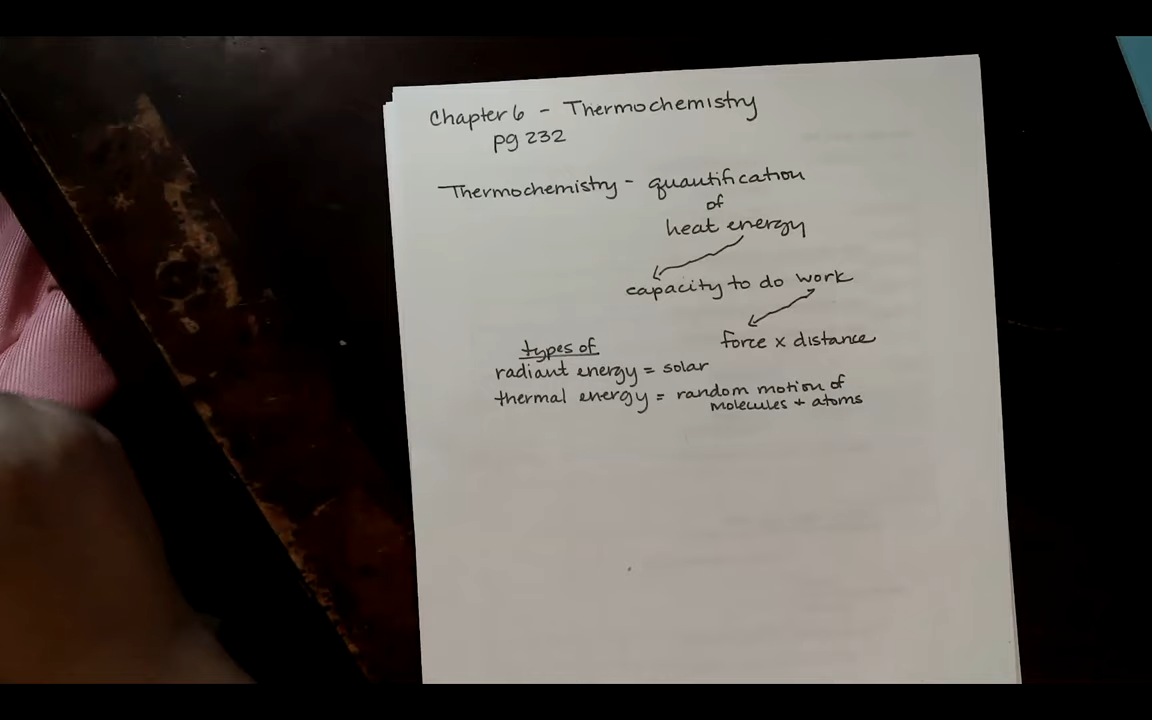 Chapter 6 - Thermochemistry
pg 232
Thermochemistry - quantification
of
heat energy
capacity to do work
force x distance
types of
radiant energy = solar
thermal energy = random motion of
molecules + atoms